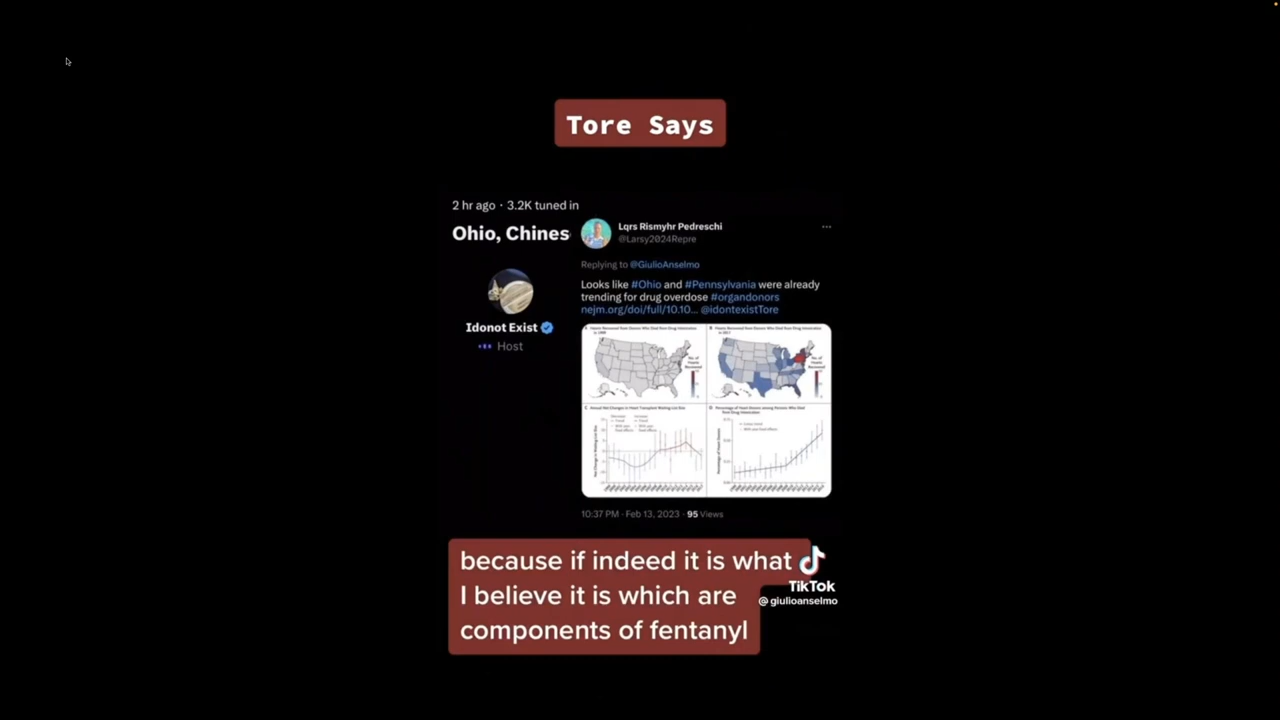 Tore Says
2 hr ago · 3.2K tuned in
Ohio, Chines
Idonot Exist
Host
Lqrs Rismyhr Pedreschi
@Larsy2024Repre
Replying to @GiulioAnselmo
Looks like #Ohio and #Pennsylvania were already
trending for drug overdose #organdonors
nejm.org/doi/full/10.10... @idontexistTore
10:37 PM · Feb 13, 2023 · 95 Views
because if indeed it is what
I believe it is which are
components of fentanyl
TikTok
@giulioanselmo